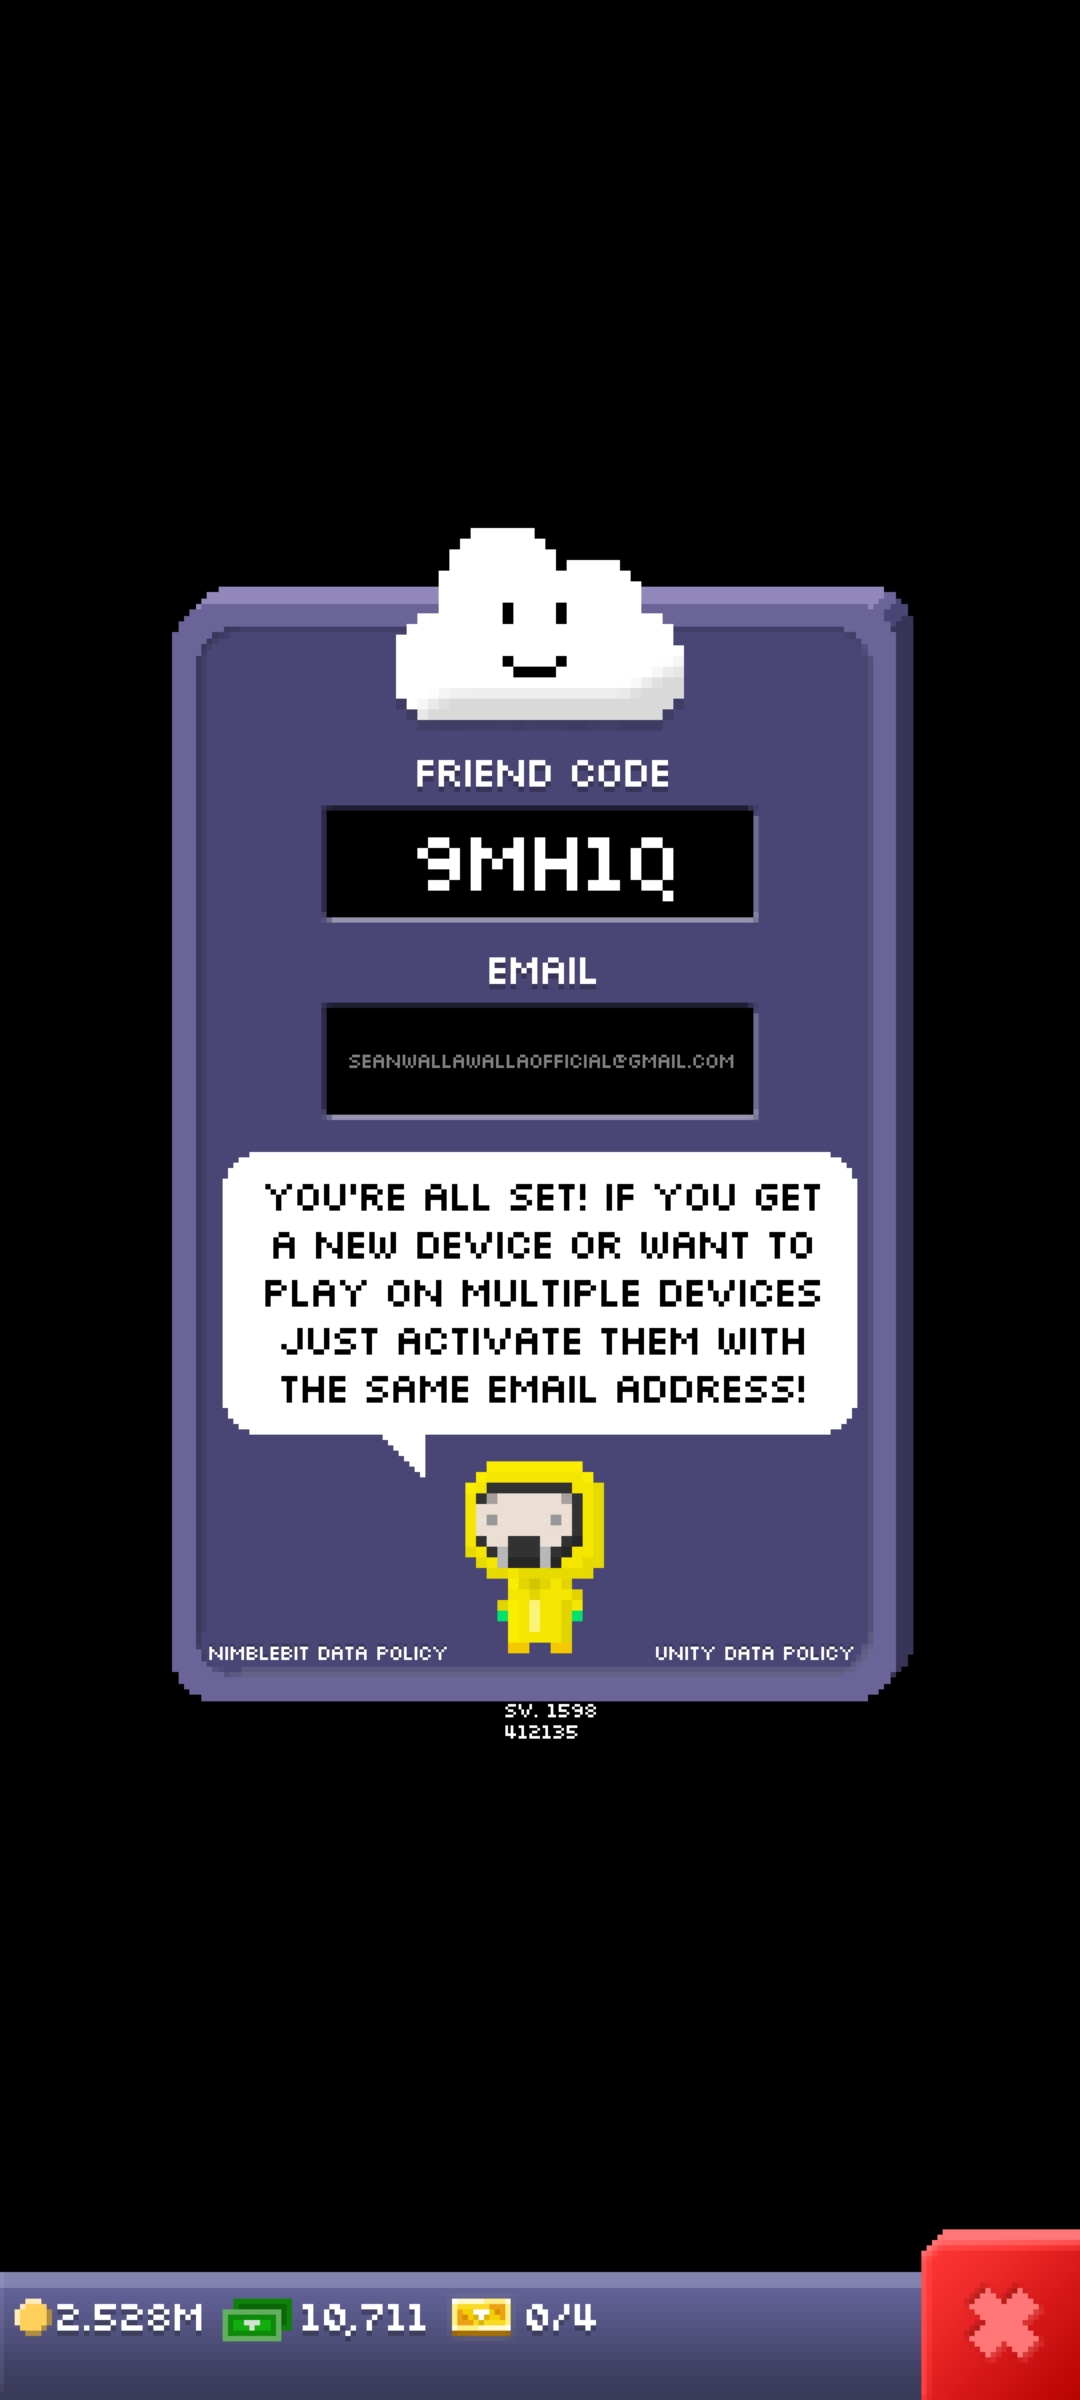 FRIEND CODE
9MH1Q
EMAIL
SEANWALLAWALLAOFFICIAL@GMAIL.COM
YOU'RE ALL SET! IF YOU GET
A NEW DEVICE OR WANT TO
PLAY ON MULTIPLE DEVICES
JUST ACTIVATE THEM WITH
THE SAME EMAIL ADDRESS!
NIMBLEBIT DATA POLICY
UNITY DATA POLICY
SV. 1598
412135
2.528M
10,711
0/4